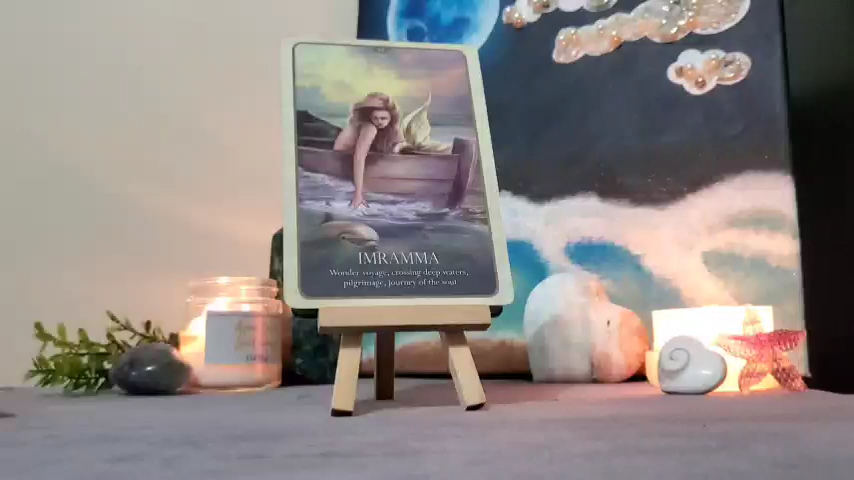 IMRAMMA
Wonder voyage, crossing deep waters,
pilgrimage, journey of the soul